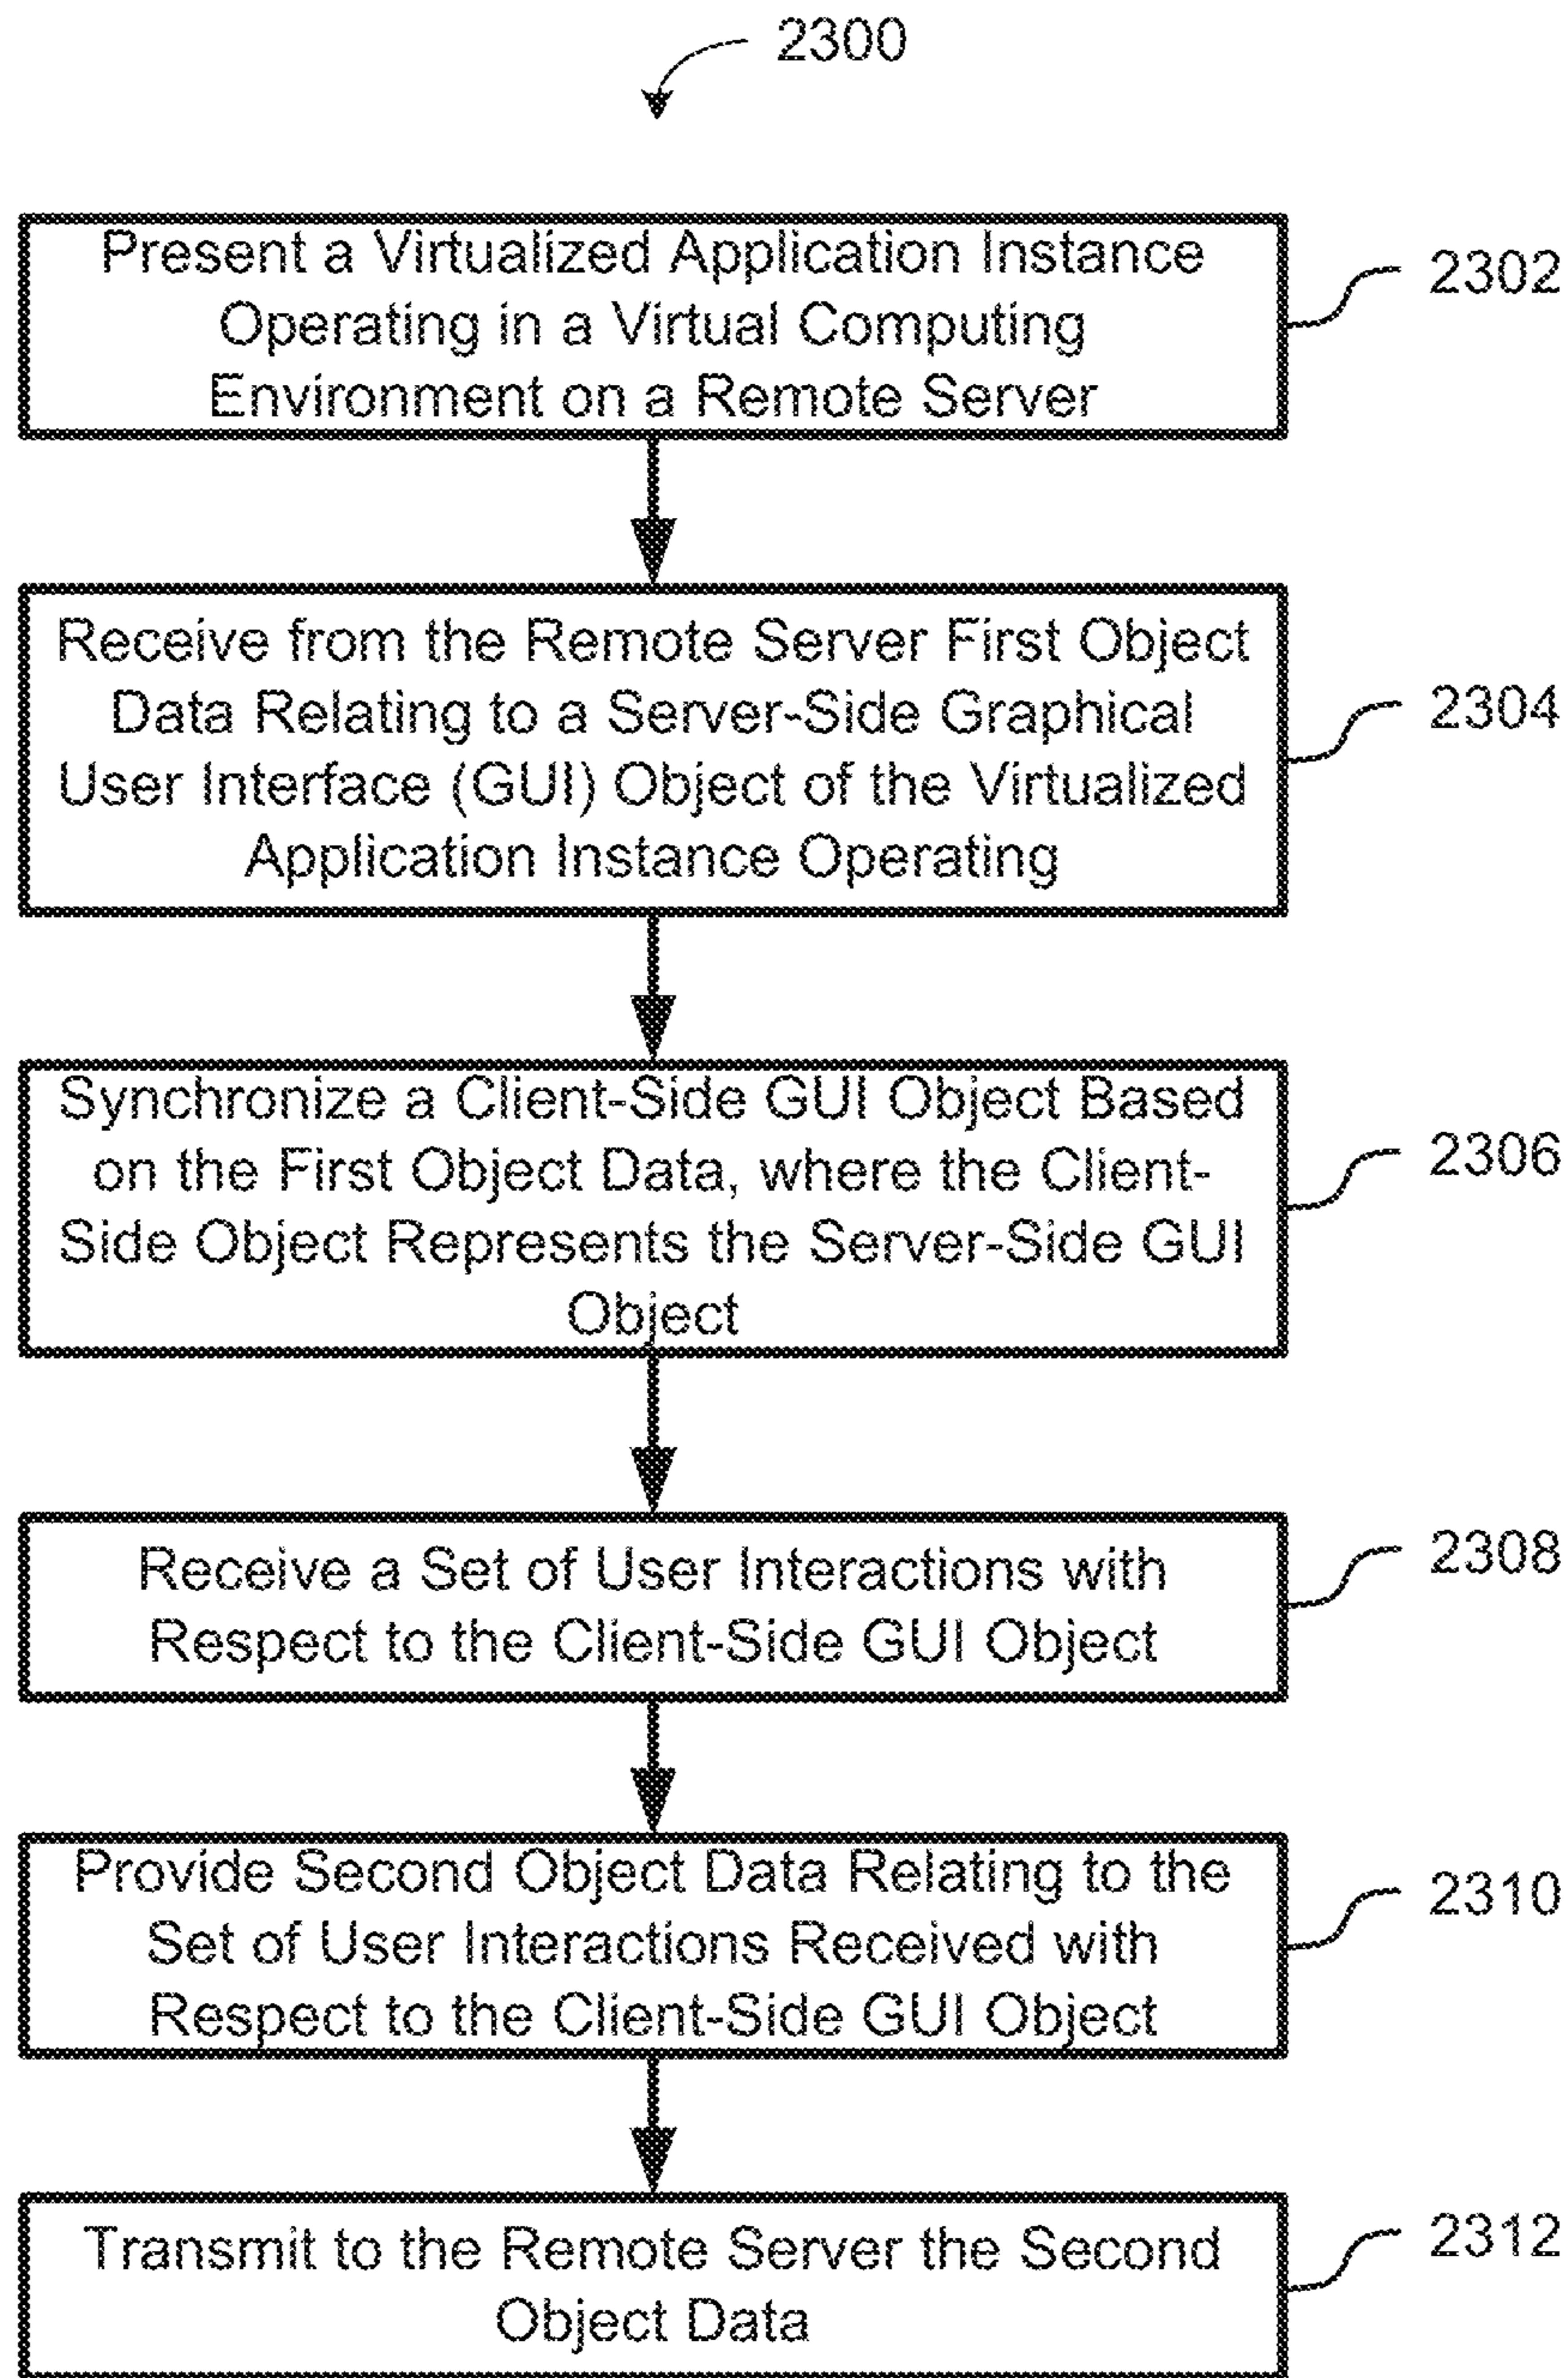 2300
Present a Virtualized Application Instance
Operating in a Virtual Computing
Environment on a Remote Server
2302
Receive from the Remote Server First Object
Data Relating to a Server-Side Graphical
User Interface (GUI) Object of the Virtualized
Application Instance Operating
2304
Synchronize a Client-Side GUI Object Based
on the First Object Data, where the Client-
Side Object Represents the Server-Side GUI
Object
2306
Receive a Set of User Interactions with
Respect to the Client-Side GUI Object
2308
Provide Second Object Data Relating to the
Set of User Interactions Received with
Respect to the Client-Side GUI Object
2310
Transmit to the Remote Server the Second
Object Data
2312